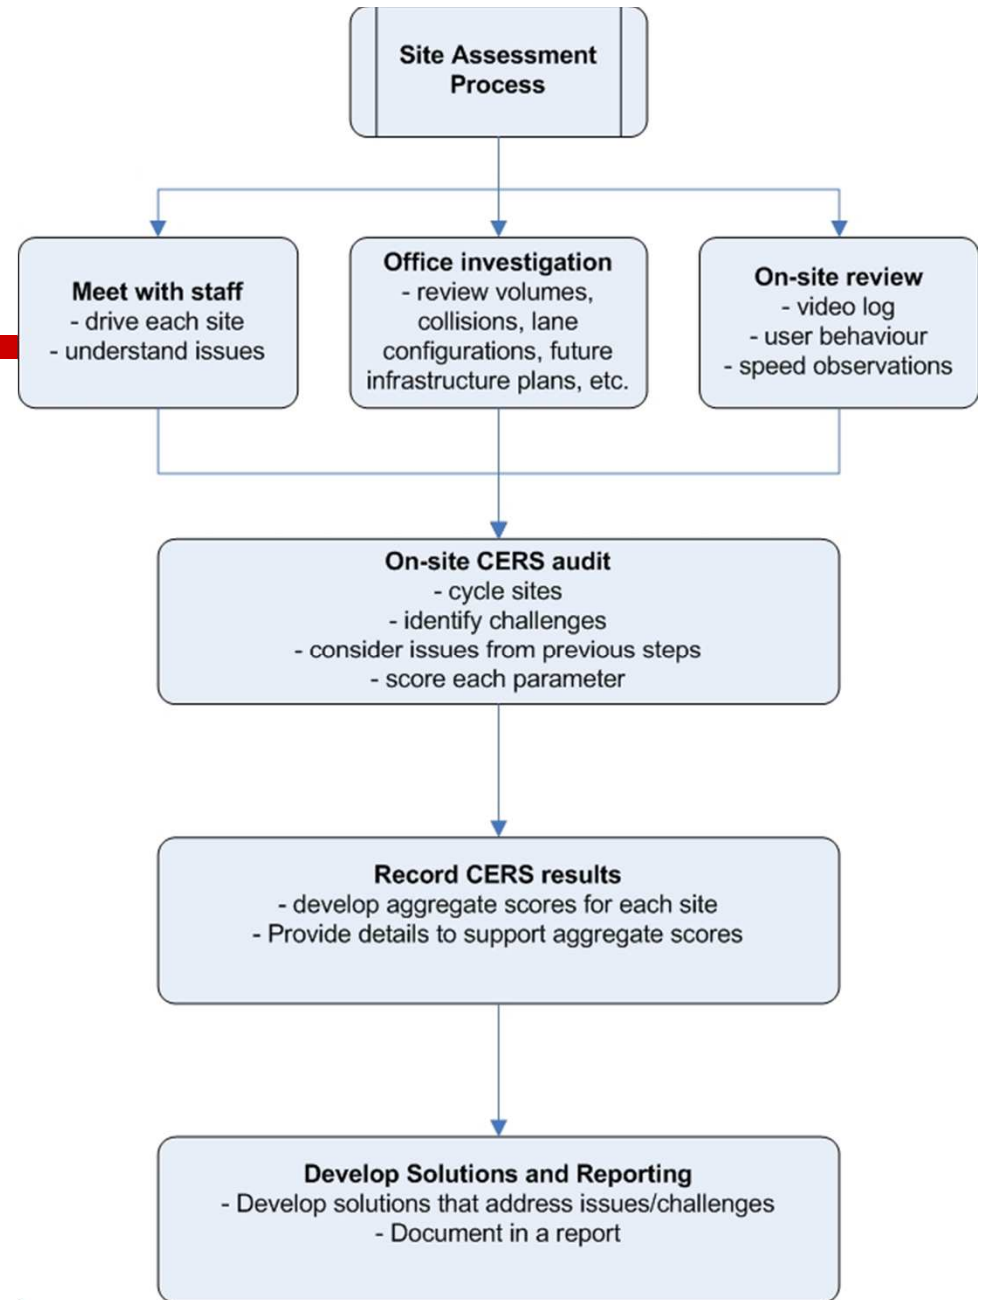 Site Assessment
Process
Meet with staff
- drive each site
- understand issues
Office investigation
- review volumes,
collisions, lane
configurations, future
infrastructure plans, etc.
On-site review
- video log
- user behaviour
- speed observations
On-site CERS audit
- cycle sites
- identify challenges
- consider issues from previous steps
- score each parameter
Record CERS results
- develop aggregate scores for each site
- Provide details to support aggregate scores
Develop Solutions and Reporting
- Develop solutions that address issues/challenges
- Document in a report